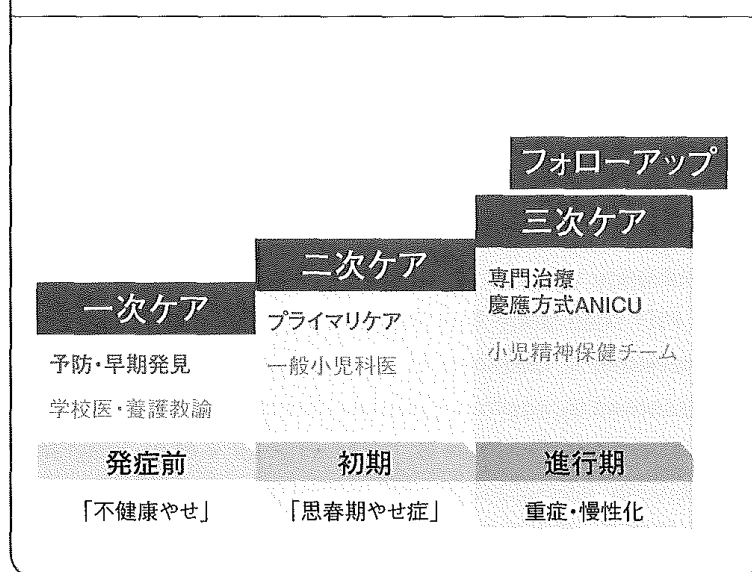 フォローアップ
三次ケア
専門治療
慶應方式ANICU
小児精神保健チーム
二次ケア
プライマリケア
一般小児科医
一次ケア
予防・早期発見
学校医・養護教諭
発症前
初期
進行期
「不健康やせ」
「思春期やせ症」
重症・慢性化